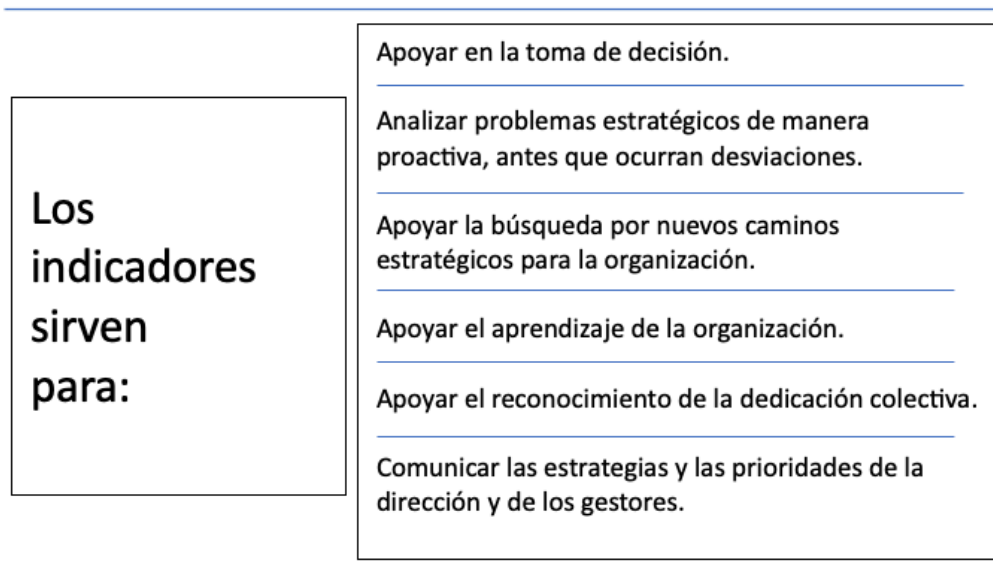 Los
indicadores
sirven
para:
Apoyar en la toma de decisión.
Analizar problemas estratégicos de manera
proactiva, antes que ocurran desviaciones.
Apoyar la búsqueda por nuevos caminos
estratégicos para la organización.
Apoyar el aprendizaje de la organización.
Apoyar el reconocimiento de la dedicación colectiva.
Comunicar las estrategias y las prioridades de la
dirección y de los gestores.